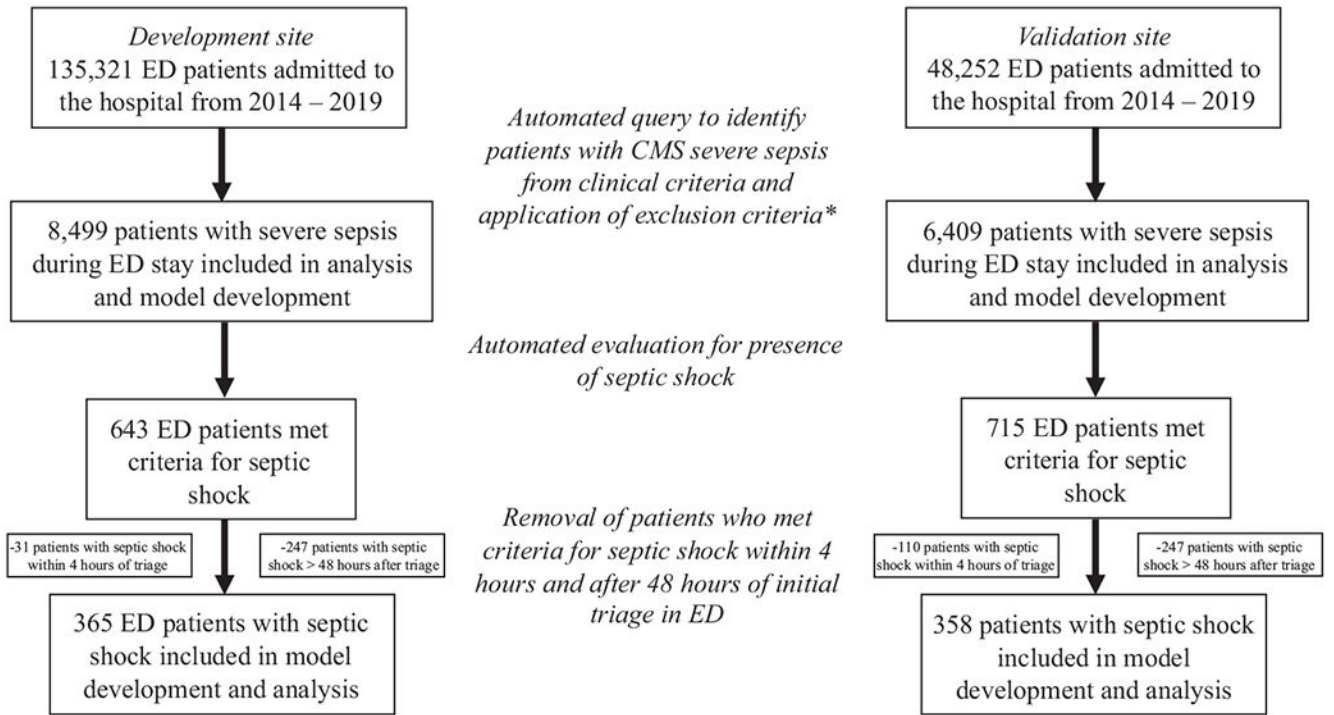 Development site
135,321 ED patients admitted to
the hospital from 2014 – 2019
Validation site
48,252 ED patients admitted to
the hospital from 2014 – 2019
Automated query to identify
patients with CMS severe sepsis
from clinical criteria and
application of exclusion criteria*
8,499 patients with severe sepsis
during ED stay included in analysis
and model development
6,409 patients with severe sepsis
during ED stay included in analysis
and model development
Automated evaluation for presence
of septic shock
643 ED patients met
criteria for septic
shock
715 ED patients met
criteria for septic
shock
Removal of patients who met
criteria for septic shock within 4
hours and after 48 hours of initial
triage in ED
-31 patients with septic shock
within 4 hours of triage
-247 patients with septic
shock > 48 hours after triage
-110 patients with septic
shock within 4 hours of triage
-247 patients with septic
shock > 48 hours after triage
365 ED patients with septic
shock included in model
development and analysis
358 patients with septic shock
included in model
development and analysis